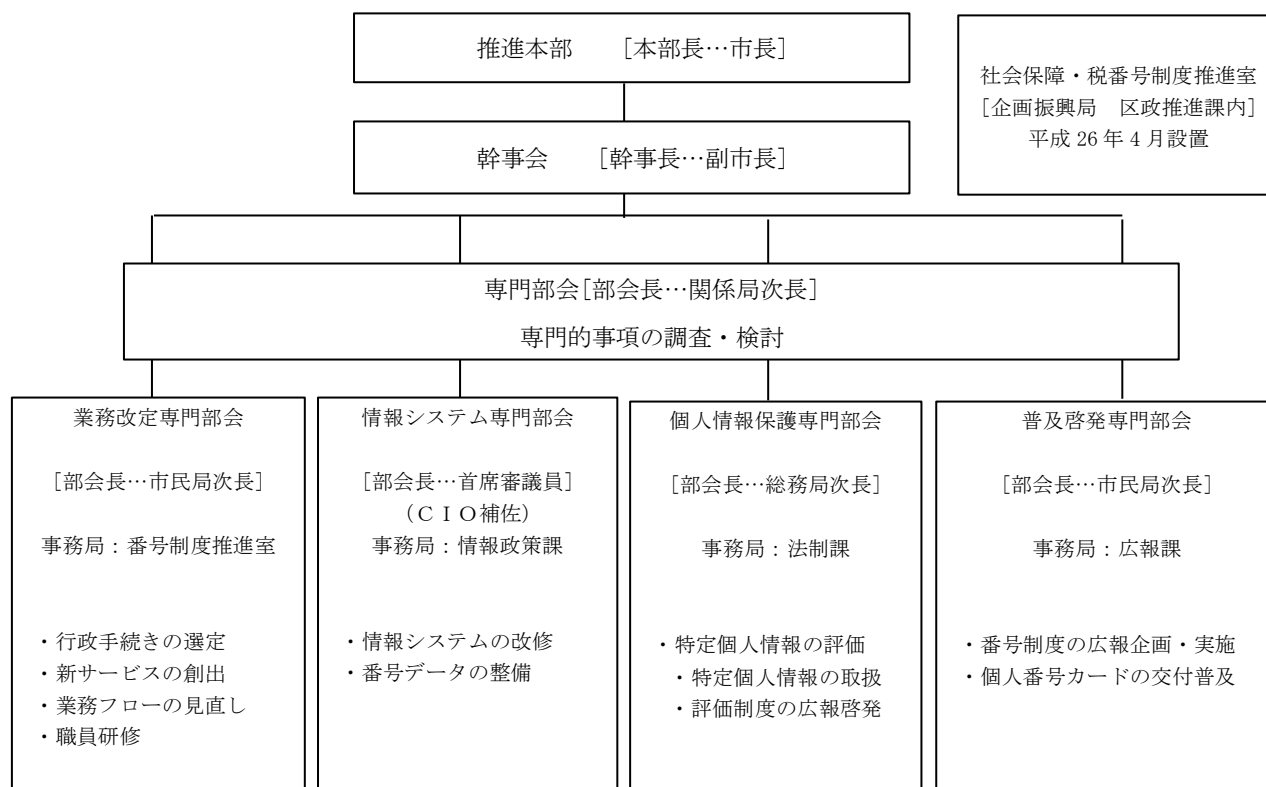 推進本部　　［本部長…市長］
社会保障・税番号制度推進室
［企画振興局　区政推進課内］
平成 26 年 4 月設置
幹事会　　［幹事長…副市長］
専門部会［部会長…関係局次長］
専門的事項の調査・検討
業務改定専門部会
［部会長…市民局次長］
事務局：番号制度推進室
・行政手続きの選定
・新サービスの創出
・業務フローの見直し
・職員研修
情報システム専門部会
［部会長…首席審議員］
（ＣＩＯ補佐）
事務局：情報政策課
・情報システムの改修
・番号データの整備
個人情報保護専門部会
［部会長…総務局次長］
事務局：法制課
・特定個人情報の評価
・特定個人情報の取扱
・評価制度の広報啓発
普及啓発専門部会
［部会長…市民局次長］
事務局：広報課
・番号制度の広報企画・実施
・個人番号カードの交付普及